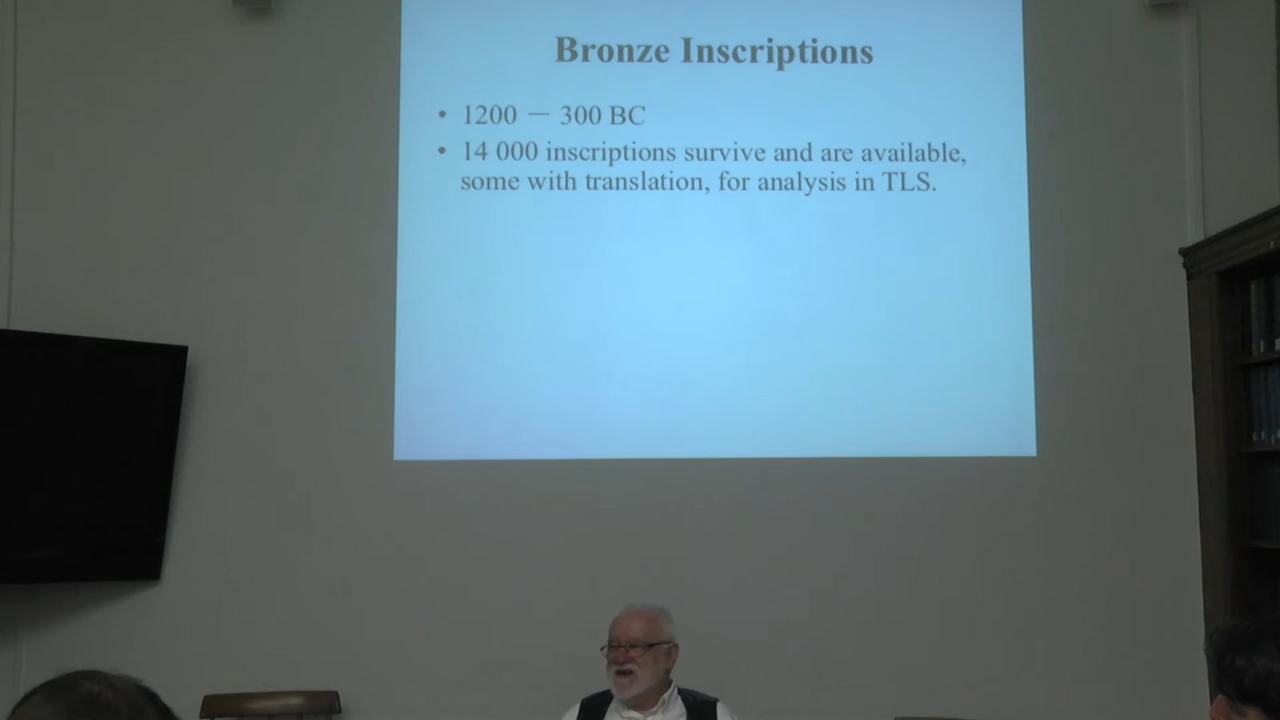 Bronze Inscriptions
• 1200 — 300 BC
• 14 000 inscriptions survive and are available,
some with translation, for analysis in TLS.